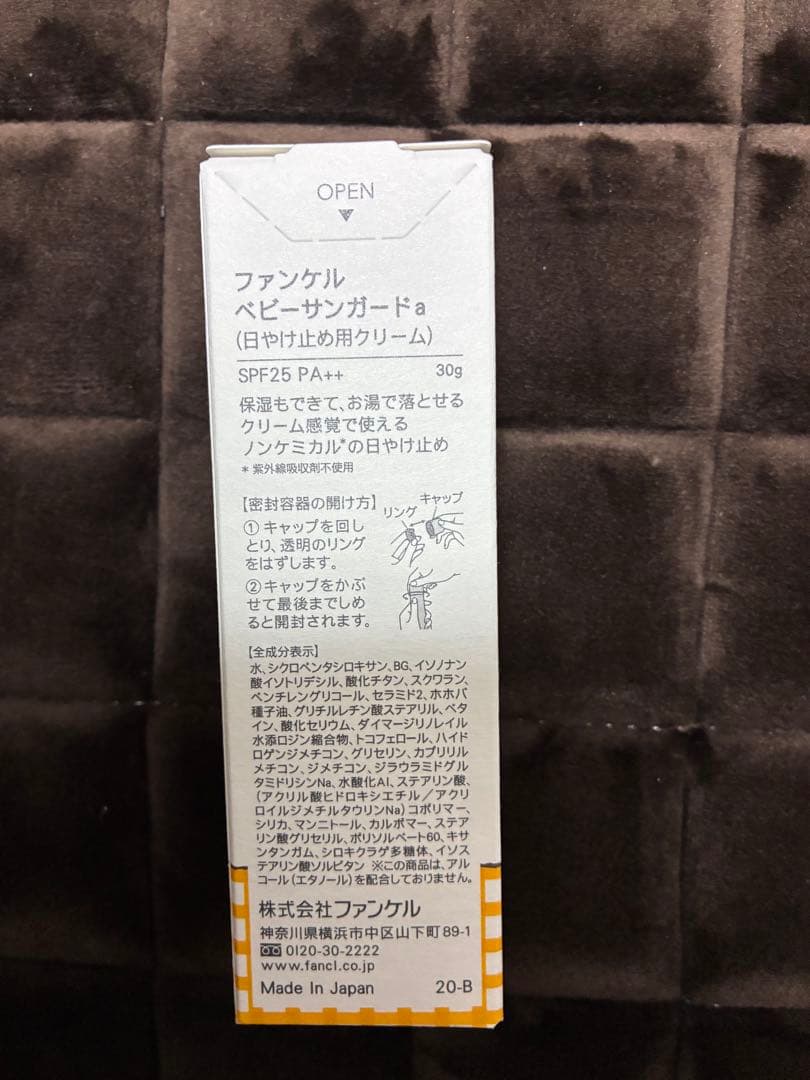 OPEN
ファンケル
ベビーサンガードa
(日やけ止め用クリーム)
SPF25 PA++ 30g
保湿もできて、お湯で落とせる
クリーム感覚で使える
ノンケミカル*の日やけ止め
*紫外線吸収剤不使用
【密封容器の開け方】
リング キャップ
①キャップを回し
とり、透明のリング
をはずします。
②キャップをかぶ
せて最後までしめ
ると開封されます。
【全成分表示】
水、シクロペンタシロキサン、BG、イソノナン
酸イソトリデシル、酸化チタン、スクワラン、
ペンチレングリコール、セラミド2、ホホバ
種子油、グリチルレチン酸ステアリル、ベタ
イン、酸化セリウム、ダイマージリノレイル
水添ロジン縮合物、トコフェロール、ハイド
ロゲンジメチコン、グリセリン、カプリリル
メチコン、ジメチコン、ジラウラミドグル
タミドリシンNa、水酸化Al、ステアリン酸、
(アクリル酸ヒドロキシエチル/アクリ
ロイルジメチルタウリンNa)コポリマー、
シリカ、マンニトール、カルボマー、ステア
リン酸グリセリル、ポリソルベート60、キサ
ンタンガム、シロキクラゲ多糖体、イソス
テアリン酸ソルビタン ※この商品は、アル
コール(エタノール)を配合しておりません。
株式会社ファンケル
神奈川県横浜市中区山下町89-1
0120-30-2222
www.fancl.co.jp
Made In Japan 20-B